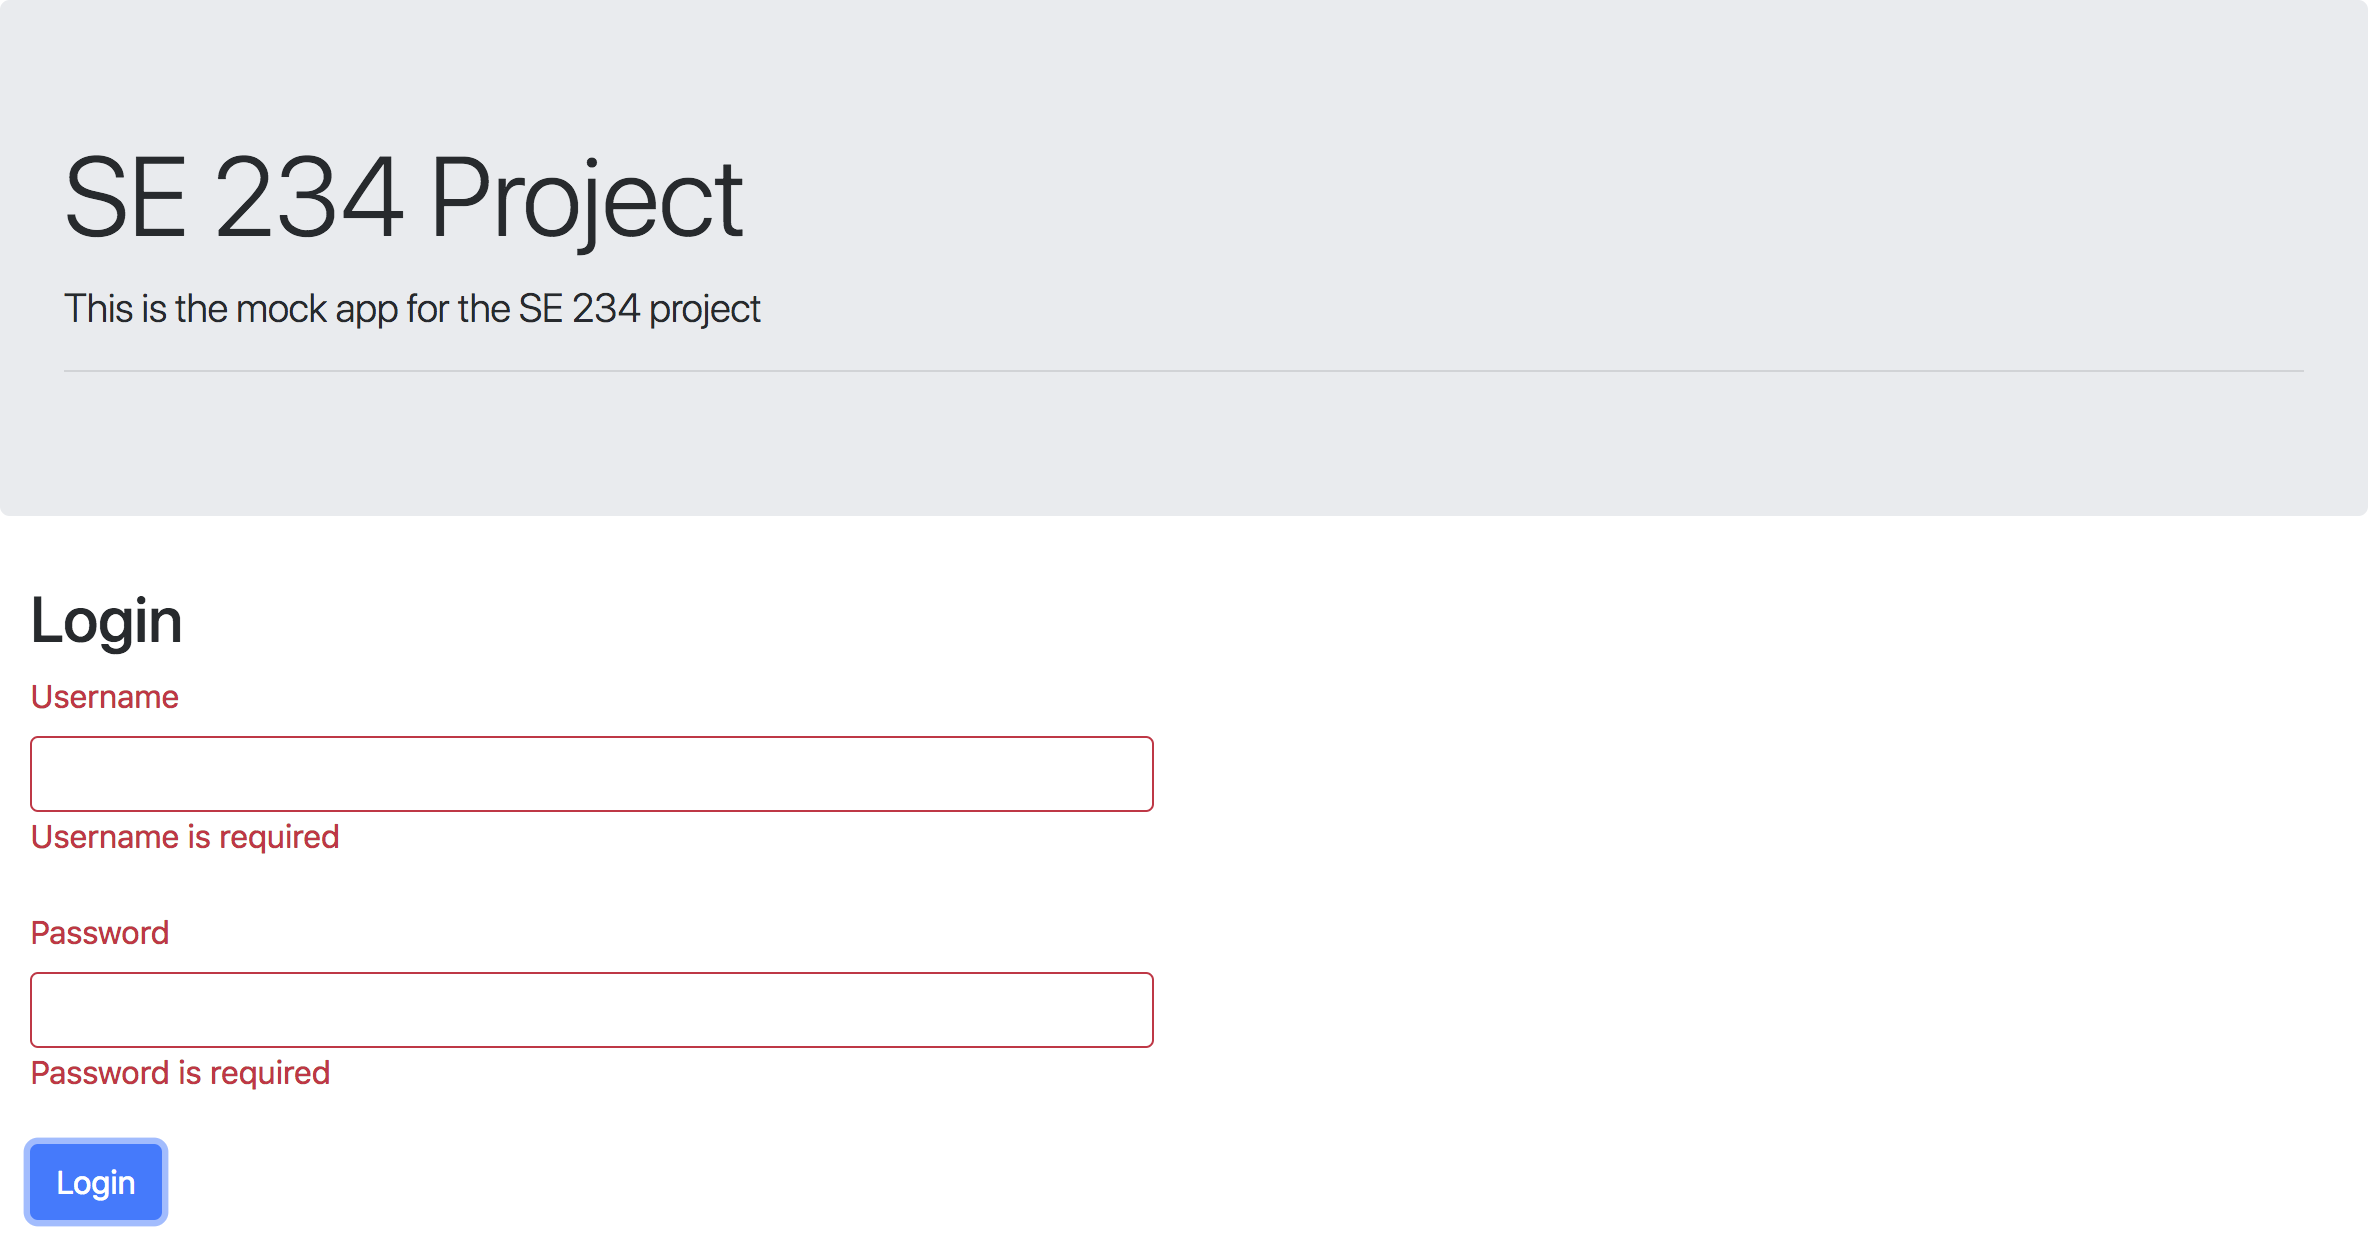 SE 234 Project
This is the mock app for the SE 234 project
Login
Username
Username is required
Password
Password is required
Login